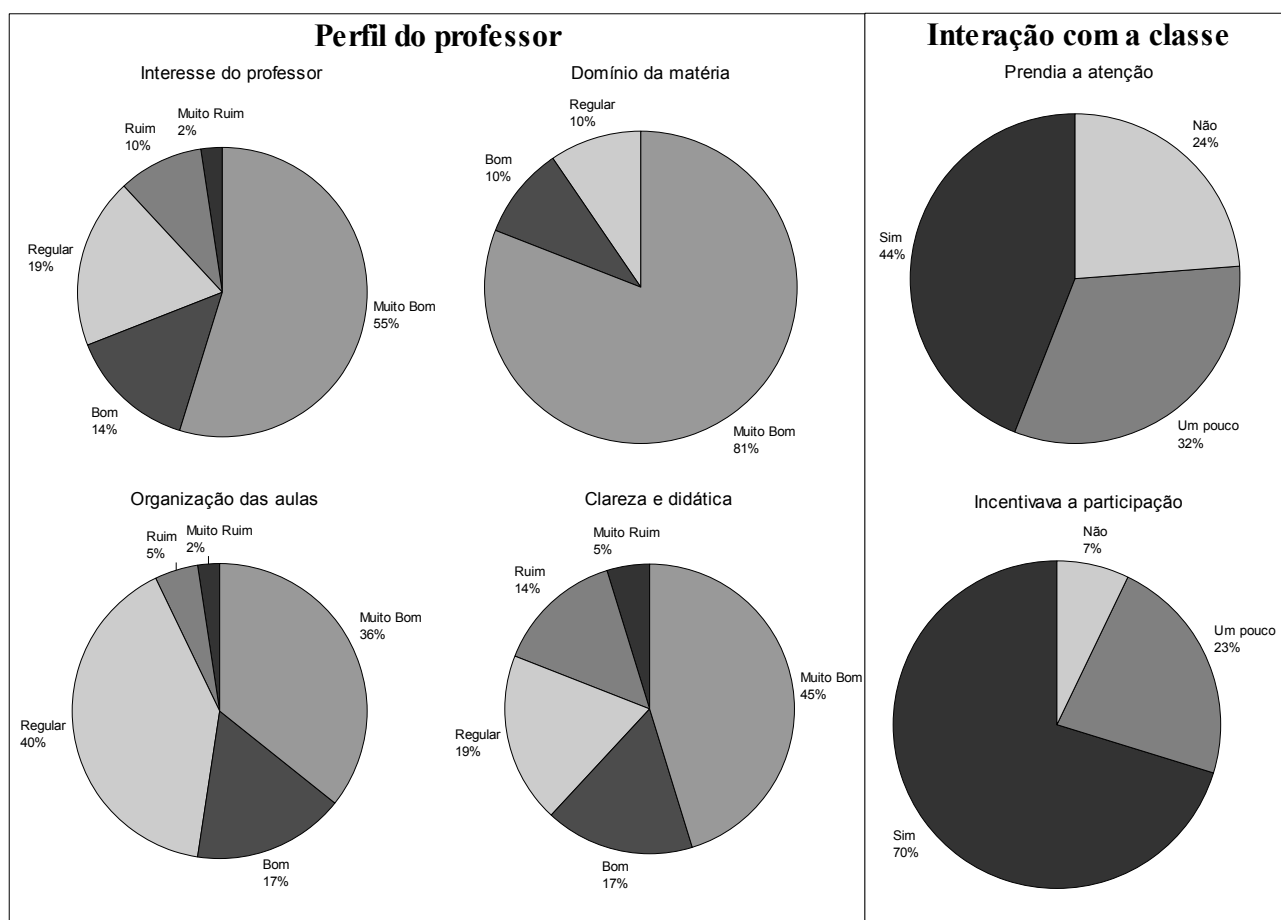 Perfil do professor
Interesse do professor
Muito Ruim
2%
Ruim
10%
Regular
19%
Bom
14%
Muito Bom
55%
Domínio da matéria
Regular
10%
Bom
10%
Muito Bom
81%
Organização das aulas
Muito Ruim
2%
Ruim
5%
Regular
40%
Bom
17%
Muito Bom
36%
Clareza e didática
Muito Ruim
5%
Ruim
14%
Regular
19%
Bom
17%
Muito Bom
45%
Interação com a classe
Prendia a atenção
Não
24%
Sim
44%
Um pouco
32%
Incentivava a participação
Não
7%
Um pouco
23%
Sim
70%